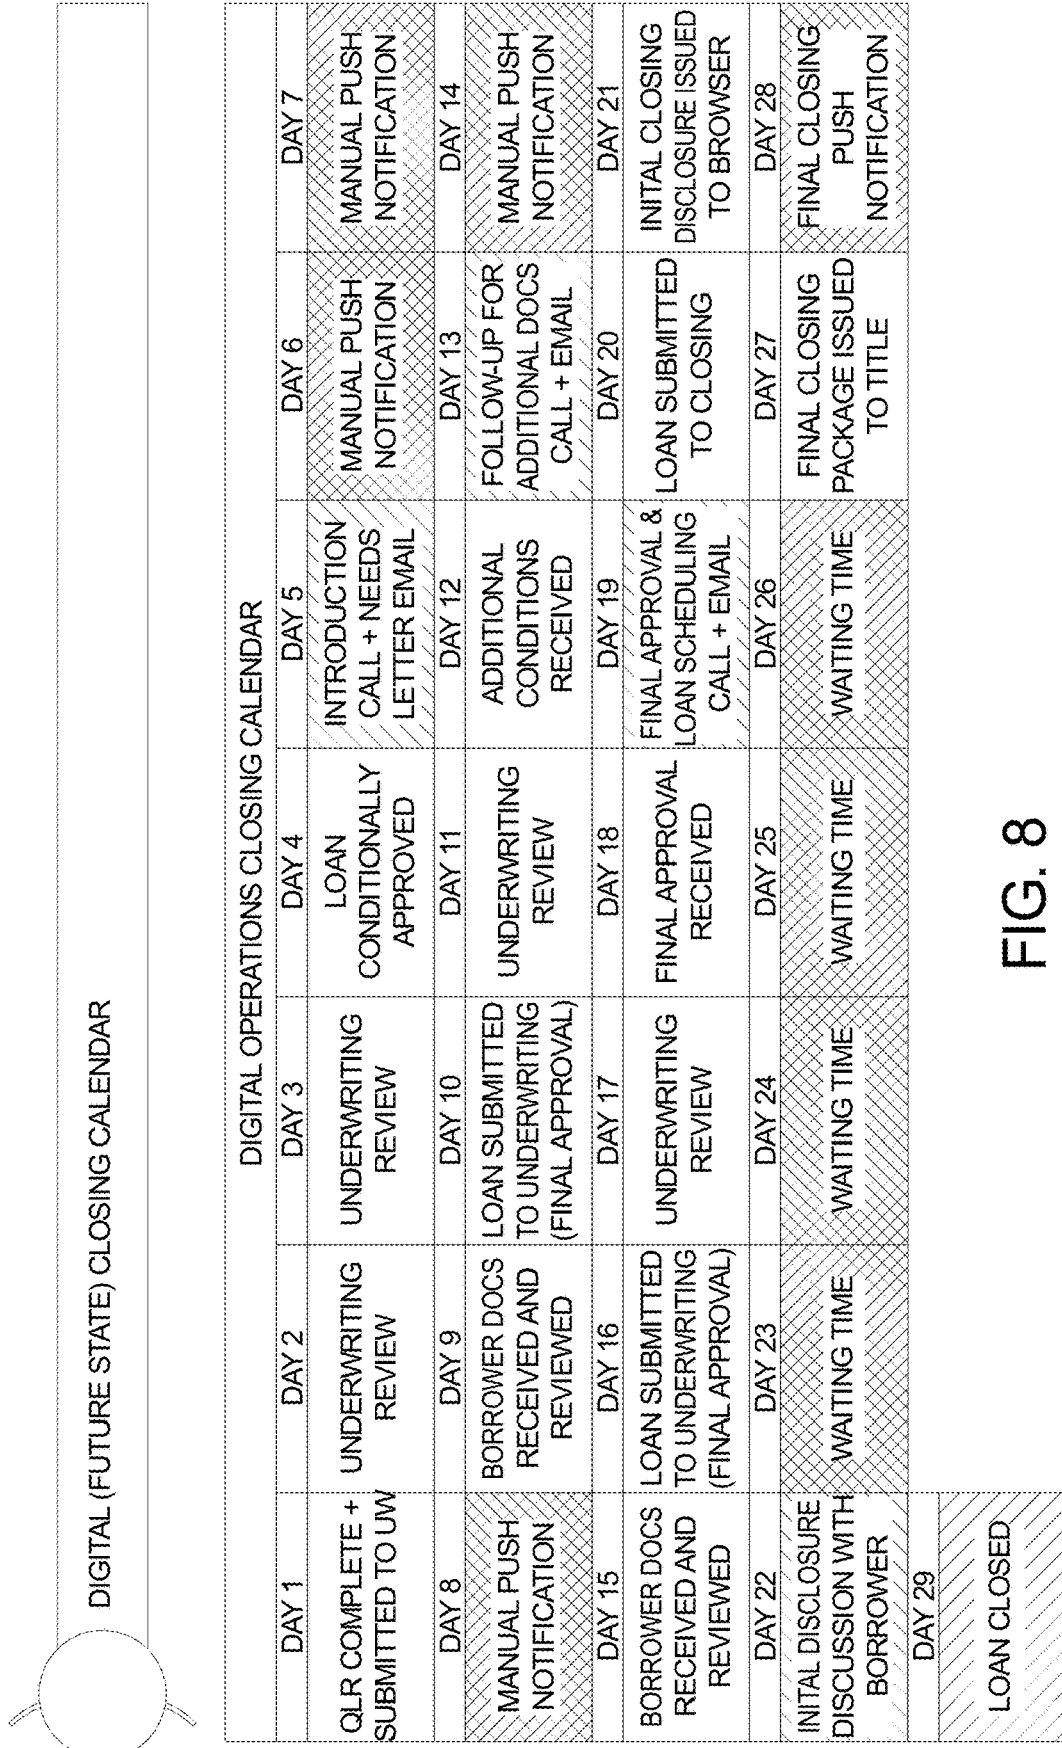 DIGITAL (FUTURE STATE) CLOSING CALENDAR
DIGITAL OPERATIONS CLOSING CALENDAR
DAY 1
DAY 2
DAY 3
DAY 4
DAY 5
DAY 6
DAY 7
QLR COMPLETE +
SUBMITTED TO UW
UNDERWRITING
REVIEW
UNDERWRITING
REVIEW
LOAN
CONDITIONALLY
APPROVED
INTRODUCTION
CALL + NEEDS
LETTER EMAIL
MANUAL PUSH
NOTIFICATION
MANUAL PUSH
NOTIFICATION
DAY 8
DAY 9
DAY 10
DAY 11
DAY 12
DAY 13
DAY 14
MANUAL PUSH
NOTIFICATION
BORROWER DOCS
RECEIVED AND
REVIEWED
LOAN SUBMITTED
TO UNDERWRITING
(FINAL APPROVAL)
UNDERWRITING
REVIEW
ADDITIONAL
CONDITIONS
RECEIVED
FOLLOW-UP FOR
ADDITIONAL DOCS
CALL + EMAIL
MANUAL PUSH
NOTIFICATION
DAY 15
DAY 16
DAY 17
DAY 18
DAY 19
DAY 20
DAY 21
BORROWER DOCS
RECEIVED AND
REVIEWED
LOAN SUBMITTED
TO UNDERWRITING
(FINAL APPROVAL)
UNDERWRITING
REVIEW
FINAL APPROVAL
RECEIVED
FINAL APPROVAL &
LOAN SCHEDULING
CALL + EMAIL
LOAN SUBMITTED
TO CLOSING
INITAL CLOSING
DISCLOSURE ISSUED
TO BROWSER
DAY 22
DAY 23
DAY 24
DAY 25
DAY 26
DAY 27
DAY 28
INITAL DISCLOSURE
DISCUSSION WITH
BORROWER
WAITING TIME
WAITING TIME
WAITING TIME
WAITING TIME
FINAL CLOSING
PACKAGE ISSUED
TO TITLE
FINAL CLOSING
PUSH
NOTIFICATION
DAY 29
LOAN CLOSED
FIG. 8